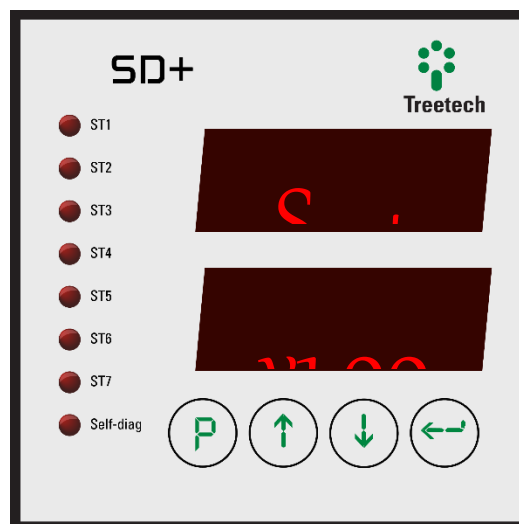 SD+
Treetech
ST1
ST2
ST3
ST4
ST5
ST6
ST7
Self-diag
P